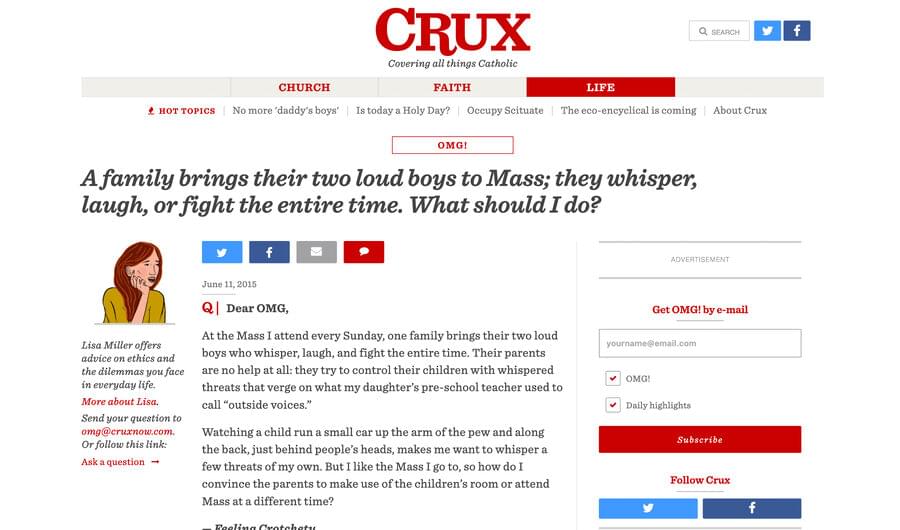 CRUX
Covering all things Catholic
SEARCH
CHURCH
FAITH
LIFE
HOT TOPICS
No more 'daddy's boys'
Is today a Holy Day?
Occupy Scituate
The eco-encyclical is coming
About Crux
OMG!
A family brings their two loud boys to Mass; they whisper,
laugh, or fight the entire time. What should I do?
Lisa Miller offers
advice on ethics and
the dilemmas you face
in everyday life.
More about Lisa.
Send your question to
omg@cruxnow.com.
Or follow this link:
Ask a question →
June 11, 2015
Q| Dear OMG,
At the Mass I attend every Sunday, one family brings their two loud
boys who whisper, laugh, and fight the entire time. Their parents
are no help at all: they try to control their children with whispered
threats that verge on what my daughter's pre-school teacher used to
call “outside voices.”
Watching a child run a small car up the arm of the pew and along
the back, just behind people's heads, makes me want to whisper a
few threats of my own. But I like the Mass I go to, so how do I
convince the parents to make use of the children's room or attend
Mass at a different time?
— Feeling Crotchety
ADVERTISEMENT
Get OMG! by e-mail
yourname@email.com
OMG!
Daily highlights
Subscribe
Follow Crux